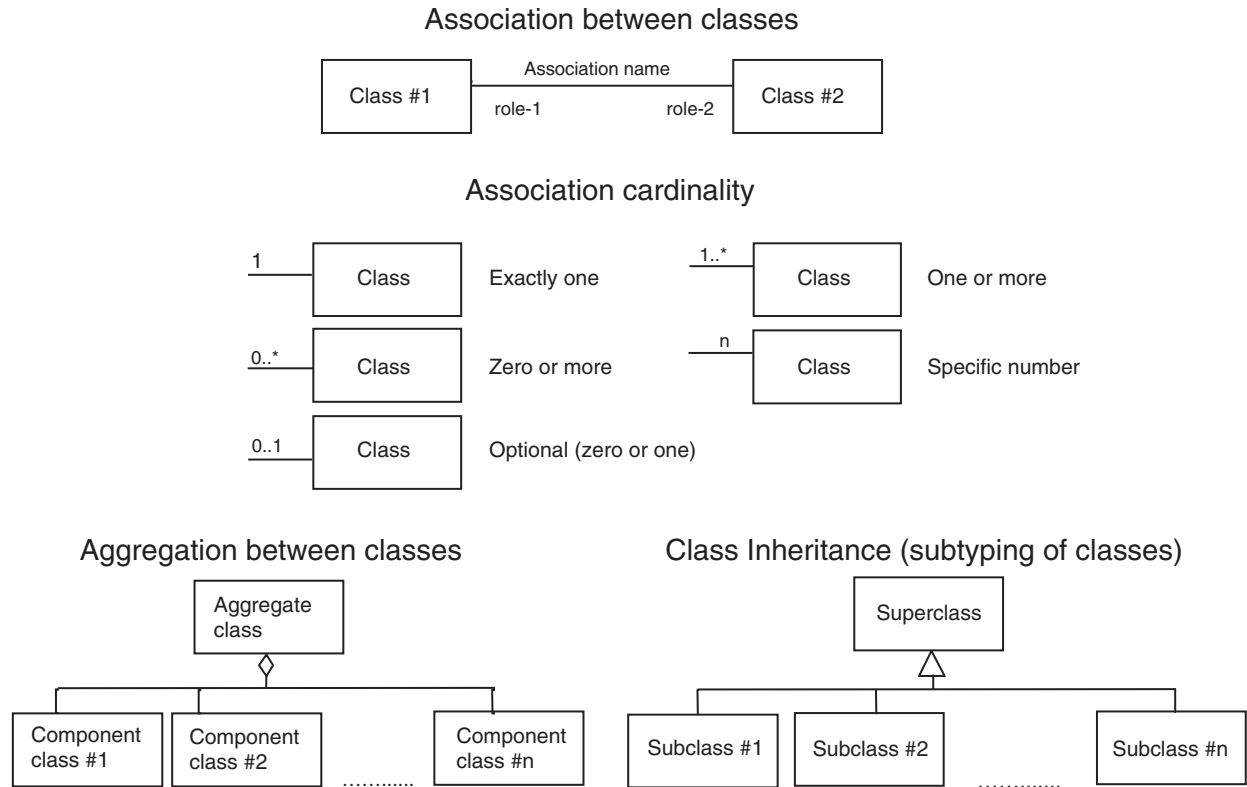 Association between classes
Association name
Class #1
Class #2
role-1
role-2
Association cardinality
1
Class
Exactly one
1..*
Class
One or more
0..*
Class
Zero or more
n
Class
Specific number
0..1
Class
Optional (zero or one)
Aggregation between classes
Aggregate
class
Component
class #1
Component
class #2
............
Component
class #n
Class Inheritance (subtyping of classes)
Superclass
Subclass #1
Subclass #2
.............
Subclass #n